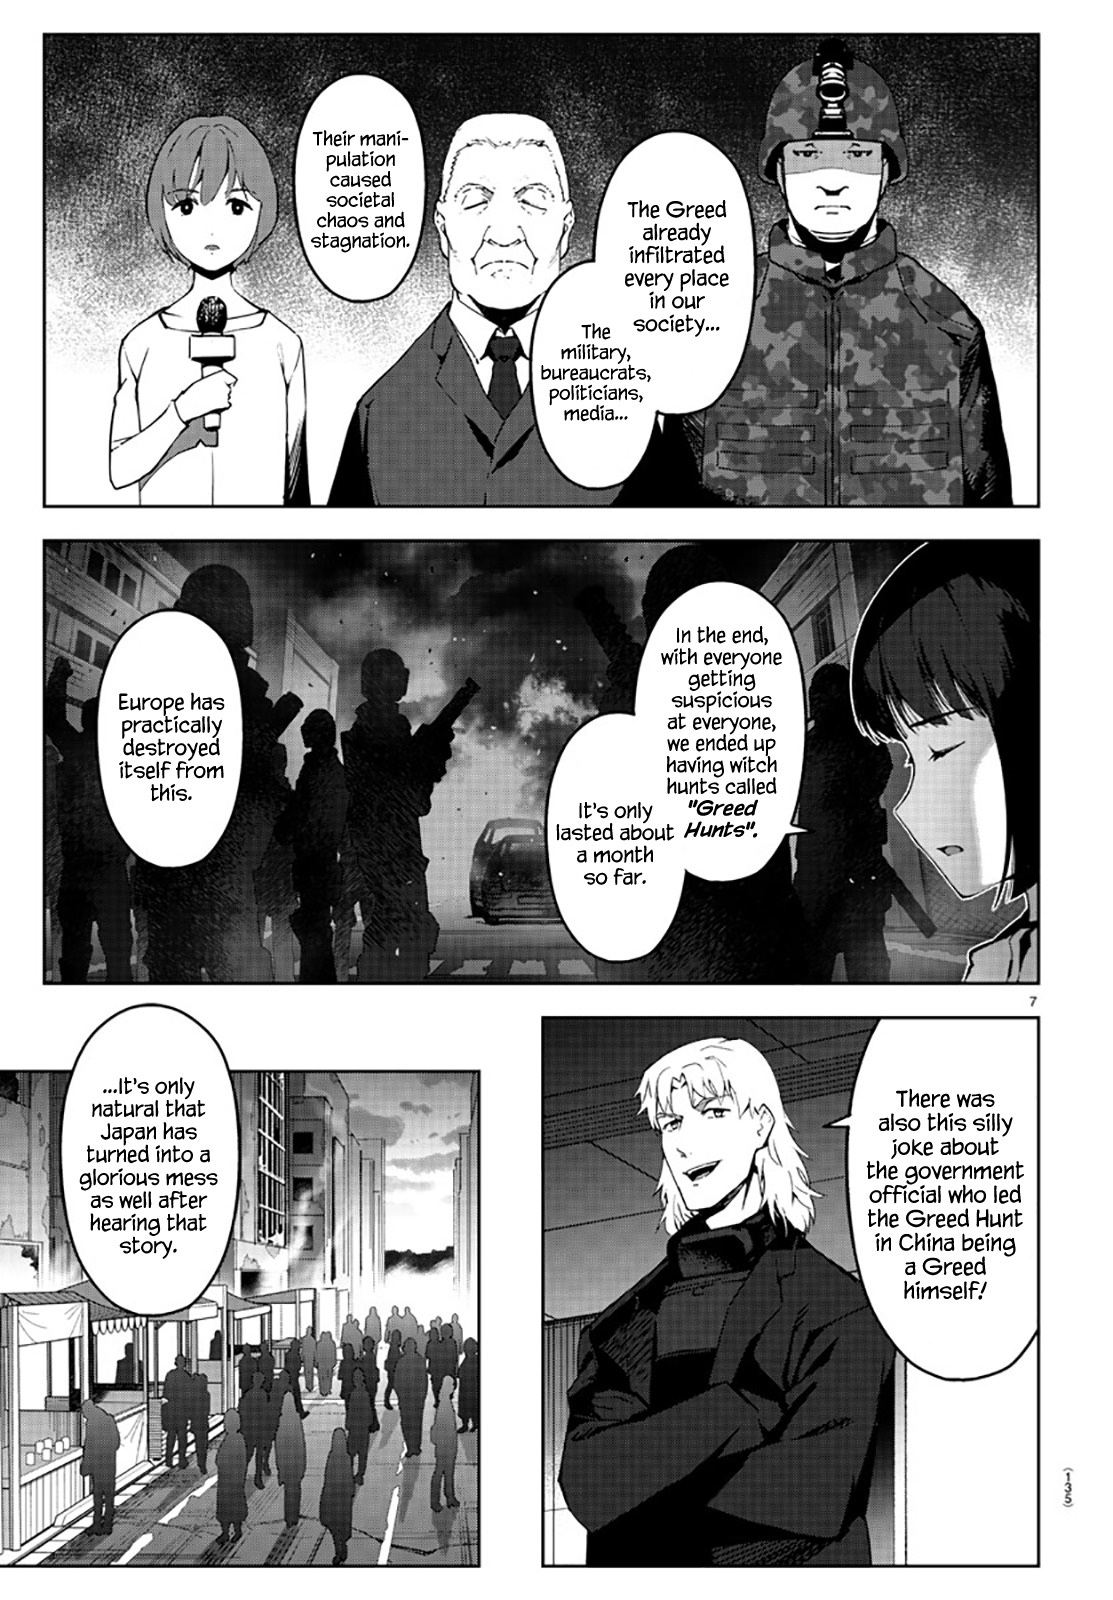 The Greed
already
infiltrated
every place
in our
society...
The
military,
bureaucrats,
politicians,
media...
Their mani-
pulation
caused
societal
chaos and
stagnation.
In the end,
with everyone
getting
suspicious
at everyone,
we ended up
having witch
hunts called
"Greed
Hunts".
It's only
lasted about
a month
so far.
Europe has
practically
destroyed
itself from
this.
7
There was
also this silly
joke about
the government
official who led
the Greed Hunt
in China being
a Greed
himself!
...It's only
natural that
Japan has
turned into a
glorious mess
as well after
hearing that
story.
(135)